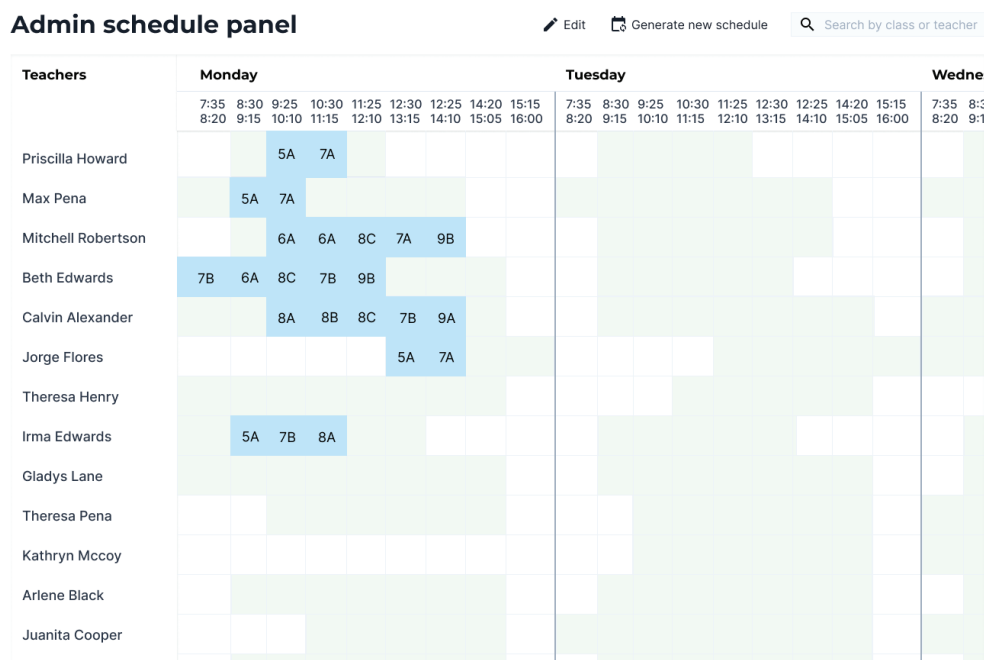 Admin schedule panel Edit Generate new schedule Search by class or teacher
Teachers Monday Tuesday Wednes
7:35 8:30 9:25 10:30 11:25 12:30 12:25 14:20 15:15 7:35 8:30 9:25 10:30 11:25 12:30 12:25 14:20 15:15 7:35 8:3
8:20 9:15 10:10 11:15 12:10 13:15 14:10 15:05 16:00 8:20 9:15 10:10 11:15 12:10 13:15 14:10 15:05 16:00 8:20 9:1
Priscilla Howard 5A 7A
Max Pena 5A 7A
Mitchell Robertson 6A 6A 8C 7A 9B
Beth Edwards 7B 6A 8C 7B 9B
Calvin Alexander 8A 8B 8C 7B 9A
Jorge Flores 5A 7A
Theresa Henry
Irma Edwards 5A 7B 8A
Gladys Lane
Theresa Pena
Kathryn Mccoy
Arlene Black
Juanita Cooper